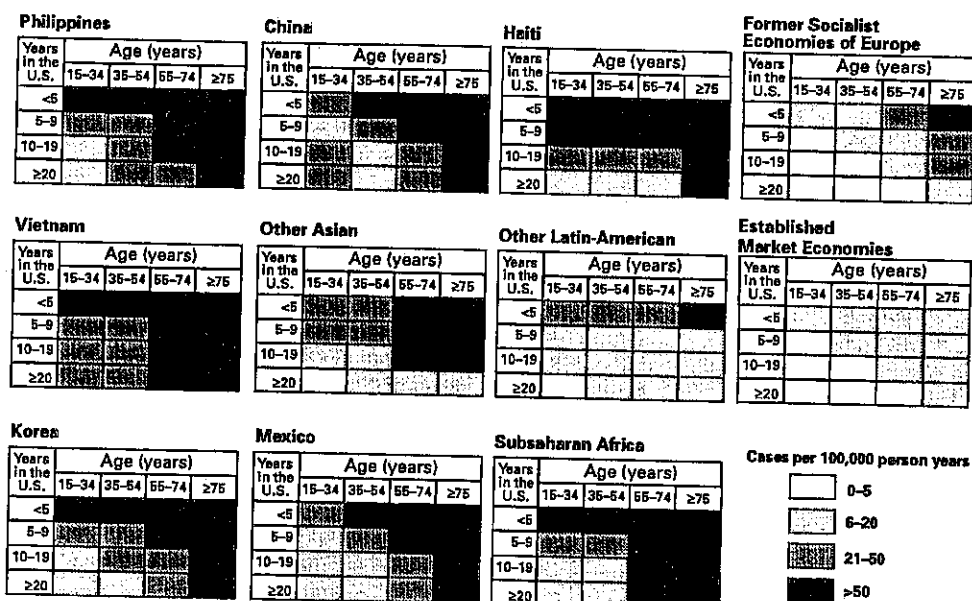 Philippines
Years in the U.S.
Age (years)
15–34 35–54 55–74 ≥75
<5
5–9
10–19
≥20
China
Years in the U.S.
Age (years)
15–34 35–54 55–74 ≥75
<5
5–9
10–19
≥20
Haiti
Years in the U.S.
Age (years)
15–34 35–54 55–74 ≥75
<5
5–9
10–19
≥20
Former Socialist
Economies of Europe
Years in the U.S.
Age (years)
15–34 35–54 55–74 ≥75
<5
5–9
10–19
≥20
Vietnam
Years in the U.S.
Age (years)
15–34 35–54 55–74 ≥75
<5
5–9
10–19
≥20
Other Asian
Years in the U.S.
Age (years)
15–34 35–54 55–74 ≥75
<5
5–9
10–19
≥20
Other Latin-American
Years in the U.S.
Age (years)
15–34 35–54 55–74 ≥75
<5
5–9
10–19
≥20
Established
Market Economies
Years in the U.S.
Age (years)
15–34 35–54 55–74 ≥75
<5
5–9
10–19
≥20
Korea
Years in the U.S.
Age (years)
15–34 35–54 55–74 ≥75
<5
5–9
10–19
≥20
Mexico
Years in the U.S.
Age (years)
15–34 35–54 55–74 ≥75
<5
5–9
10–19
≥20
Subsaharan Africa
Years in the U.S.
Age (years)
15–34 35–54 55–74 ≥75
<5
5–9
10–19
≥20
Cases per 100,000 person years
0–5
6–20
21–50
>50